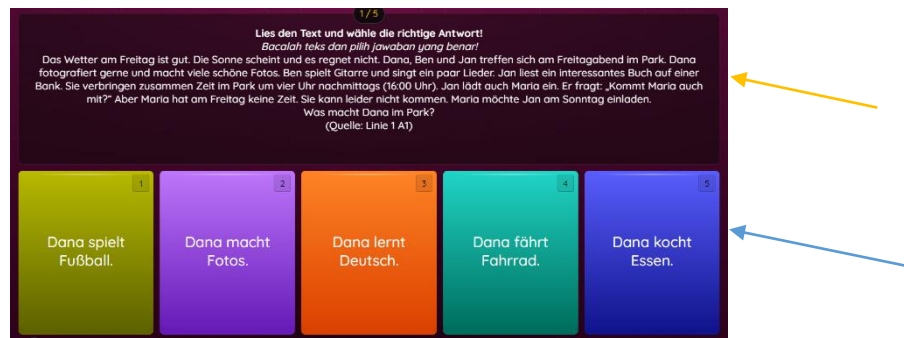 1/5
Lies den Text und wähle die richtige Antwort!
Bacalah teks dan pilih jawaban yang benar!
Das Wetter am Freitag ist gut. Die Sonne scheint und es regnet nicht. Dana, Ben und Jan treffen sich am Freitagabend im Park. Dana
fotografiert gerne und macht viele schöne Fotos. Ben spielt Gitarre und singt ein paar Lieder. Jan liest ein interessantes Buch auf einer
Bank. Sie verbringen zusammen Zeit im Park um vier Uhr nachmittags (16:00 Uhr). Jan lädt auch Maria ein. Er fragt: „Kommt Maria auch
mit?" Aber Maria hat am Freitag keine Zeit. Sie kann leider nicht kommen. Maria möchte Jan am Sonntag einladen.
Was macht Dana im Park?
(Quelle: Linie 1 A1)
1
Dana spielt
Fußball.
2
Dana macht
Fotos.
3
Dana lernt
Deutsch.
4
Dana fährt
Fahrrad.
5
Dana kocht
Essen.